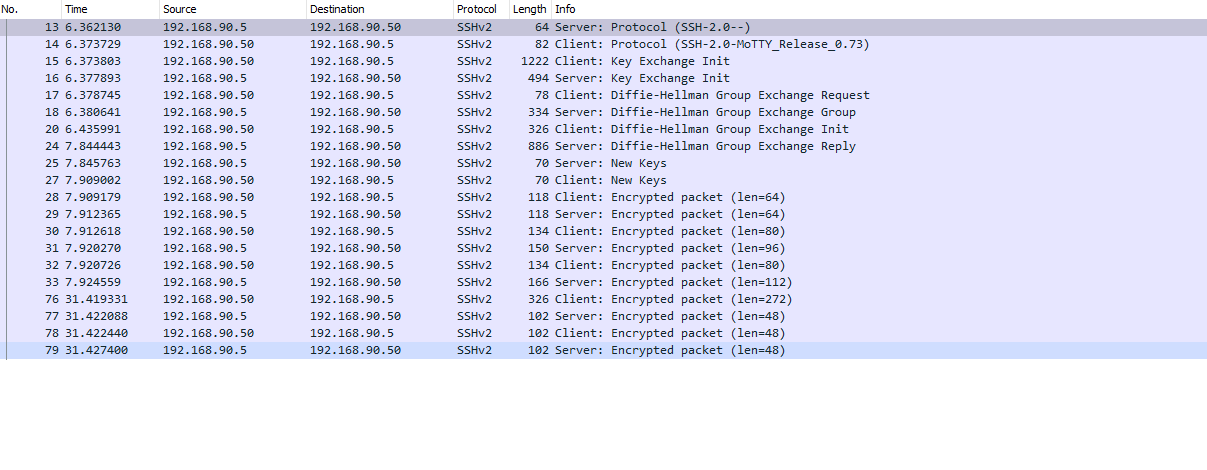 No. Time Source Destination Protocol Length Info
13 6.362130 192.168.90.5 192.168.90.50 SSHv2 64 Server: Protocol (SSH-2.0--)
14 6.373729 192.168.90.50 192.168.90.5 SSHv2 82 Client: Protocol (SSH-2.0-MoTTY_Release_0.73)
15 6.373803 192.168.90.50 192.168.90.5 SSHv2 1222 Client: Key Exchange Init
16 6.377893 192.168.90.5 192.168.90.50 SSHv2 494 Server: Key Exchange Init
17 6.378745 192.168.90.50 192.168.90.5 SSHv2 78 Client: Diffie-Hellman Group Exchange Request
18 6.380641 192.168.90.5 192.168.90.50 SSHv2 334 Server: Diffie-Hellman Group Exchange Group
20 6.435991 192.168.90.50 192.168.90.5 SSHv2 326 Client: Diffie-Hellman Group Exchange Init
24 7.844443 192.168.90.5 192.168.90.50 SSHv2 886 Server: Diffie-Hellman Group Exchange Reply
25 7.845763 192.168.90.5 192.168.90.50 SSHv2 70 Server: New Keys
27 7.909002 192.168.90.50 192.168.90.5 SSHv2 70 Client: New Keys
28 7.909179 192.168.90.50 192.168.90.5 SSHv2 118 Client: Encrypted packet (len=64)
29 7.912365 192.168.90.5 192.168.90.50 SSHv2 118 Server: Encrypted packet (len=64)
30 7.912618 192.168.90.50 192.168.90.5 SSHv2 134 Client: Encrypted packet (len=80)
31 7.920270 192.168.90.5 192.168.90.50 SSHv2 150 Server: Encrypted packet (len=96)
32 7.920726 192.168.90.50 192.168.90.5 SSHv2 134 Client: Encrypted packet (len=80)
33 7.924559 192.168.90.5 192.168.90.50 SSHv2 166 Server: Encrypted packet (len=112)
76 31.419331 192.168.90.50 192.168.90.5 SSHv2 326 Client: Encrypted packet (len=272)
77 31.422088 192.168.90.5 192.168.90.50 SSHv2 102 Server: Encrypted packet (len=48)
78 31.422440 192.168.90.50 192.168.90.5 SSHv2 102 Client: Encrypted packet (len=48)
79 31.427400 192.168.90.5 192.168.90.50 SSHv2 102 Server: Encrypted packet (len=48)